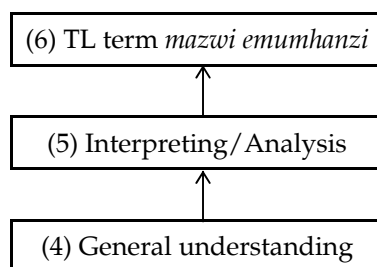 (6) TL term mazwi emumhanzi
(5) Interpreting/Analysis
(4) General understanding